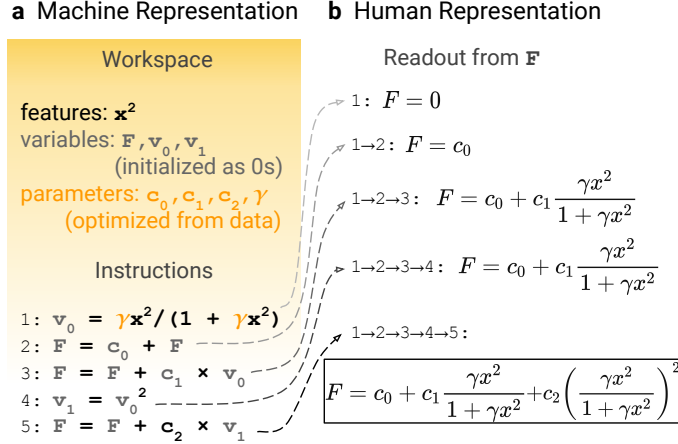 a Machine Representation
Workspace
features: x²
variables: F,v₀,v₁
(initialized as 0s)
parameters: c₀,c₁,c₂,γ
(optimized from data)
Instructions
1: v₀ = γx²/(1 + γx²)
2: F = c₀ + F
3: F = F + c₁ × v₀
4: v₁ = v₀²
5: F = F + c₂ × v₁
b Human Representation
Readout from F
1: F = 0
1→2: F = c₀
1→2→3: F = c₀ + c₁ γx² / 1 + γx²
1→2→3→4: F = c₀ + c₁ γx² / 1 + γx²
1→2→3→4→5:
F = c₀ + c₁ γx² / 1 + γx² + c₂ ( γx² / 1 + γx² )²